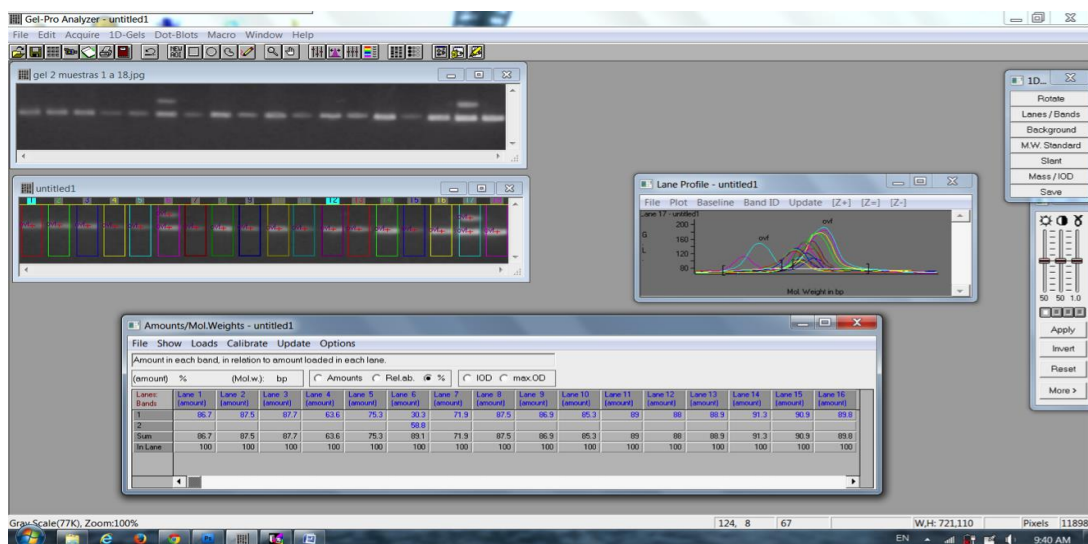 Gel-Pro Analyzer - untitled1
File Edit Acquire 1D-Gels Dot-Blots Macro Window Help
gel 2 muestras 1 a 18.jpg
untitled1
Lane Profile - untitled1
File Plot Baseline Band ID Update [Z+] [Z=] [Z-]
Lane 17 - untitled1
G
L
200
160
120
80
ovf
ovf
Mol. Weight in bp
1D...
Rotate
Lanes / Bands
Background
M.W. Standard
Slant
Mass / IOD
Save
50 50 1.0
Apply
Invert
Reset
More >
Amounts/Mol.Weights - untitled1
File Show Loads Calibrate Update Options
Amount in each band, in relation to amount loaded in each lane.
(amount) % (Mol.w.): bp Amounts Rel.ab. % IOD max.OD
Lanes: Lane 1 Lane 2 Lane 3 Lane 4 Lane 5 Lane 6 Lane 7 Lane 8 Lane 9 Lane 10 Lane 11 Lane 12 Lane 13 Lane 14 Lane 15 Lane 16
Bands (amount) (amount) (amount) (amount) (amount) (amount) (amount) (amount) (amount) (amount) (amount) (amount) (amount) (amount) (amount) (amount)
1 86.7 87.5 87.7 63.6 75.3 30.3 71.9 87.5 86.9 85.3 89 88 88.9 91.3 90.9 89.8
2 58.8
Sum 86.7 87.5 87.7 63.6 75.3 89.1 71.9 87.5 86.9 85.3 89 88 88.9 91.3 90.9 89.8
In Lane 100 100 100 100 100 100 100 100 100 100 100 100 100 100 100 100
Gray Scale(77K), Zoom:100% 124, 8 67 W,H: 721,110 Pixels 11898
EN 9:40 AM